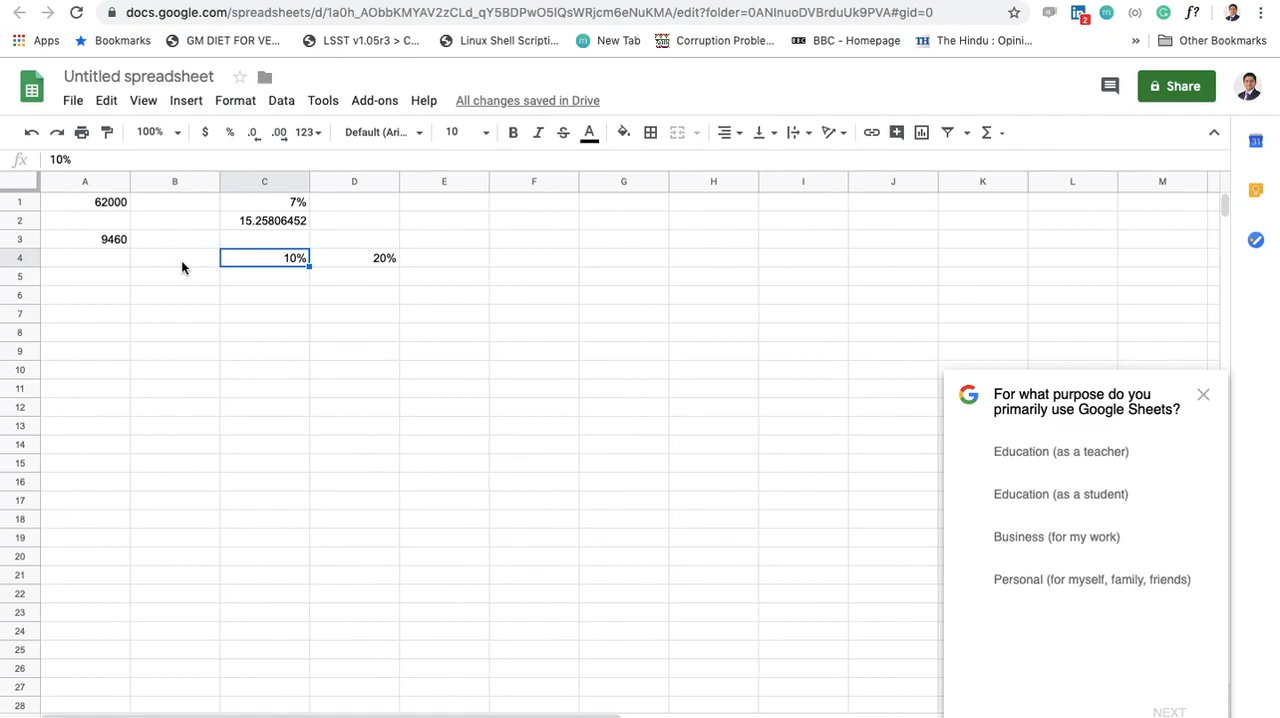 docs.google.com/spreadsheets/d/1a0h_AObbKMYAV2zCLd_qY5BDPwO5lQsWRjcm6eNuKMA/edit?folder=0ANInuoDVBrduUk9PVA#gid=0
2
f?
Apps Bookmarks GM DIET FOR VE... LSST v1.05r3 > C... Linux Shell Scripti... m New Tab Corruption Proble... BBC - Homepage TH The Hindu : Opini... » Other Bookmarks
Untitled spreadsheet
File Edit View Insert Format Data Tools Add-ons Help All changes saved in Drive
Share
100% $ % .0 .00 123 Default (Ari... 10 B I S A Σ
31
fx 10%
A B C D E F G H I J K L M
1 62000 7%
2 15.25806452
3 9460
4 10% 20%
5
6
7
8
9
10
11
12
13
14
15
16
17
18
19
20
21
22
23
24
25
26
27
28
For what purpose do you
primarily use Google Sheets?
Education (as a teacher)
Education (as a student)
Business (for my work)
Personal (for myself, family, friends)
NEXT